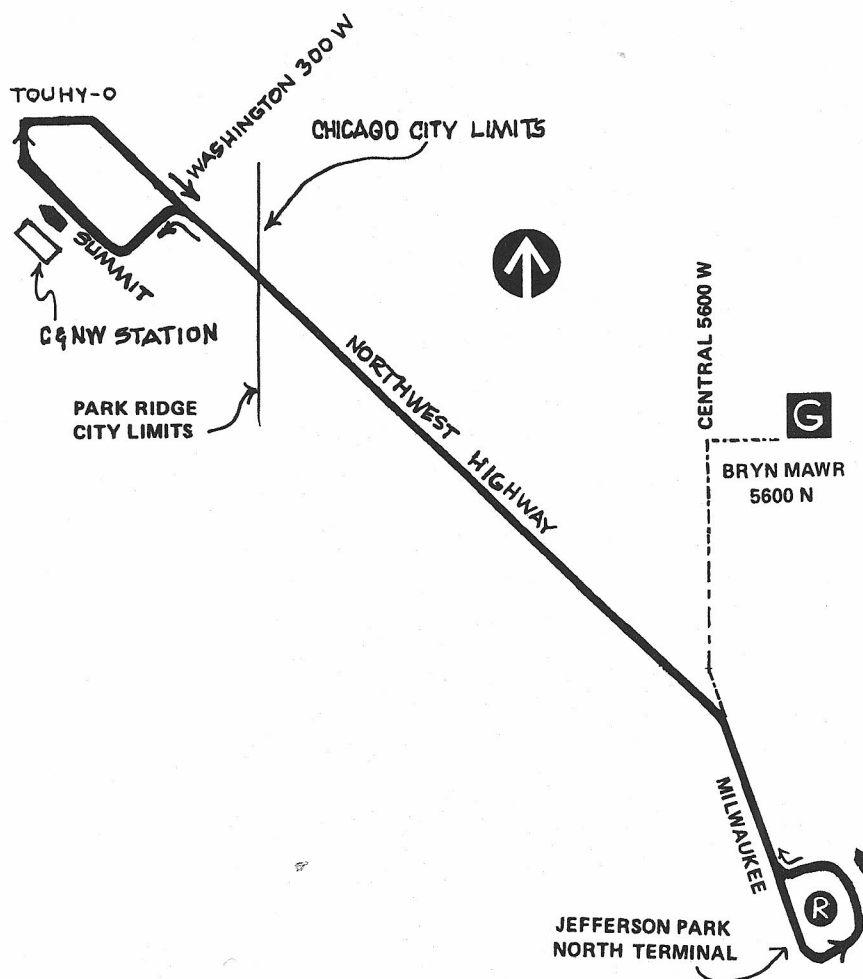 TOUHY-0
WASHINGTON 300 W
CHICAGO CITY LIMITS
SUMMIT
C&NW STATION
PARK RIDGE
CITY LIMITS
NORTHWEST HIGHWAY
CENTRAL 5600 W
G
BRYN MAWR
5600 N
MILWAUKEE
R
JEFFERSON PARK
NORTH TERMINAL